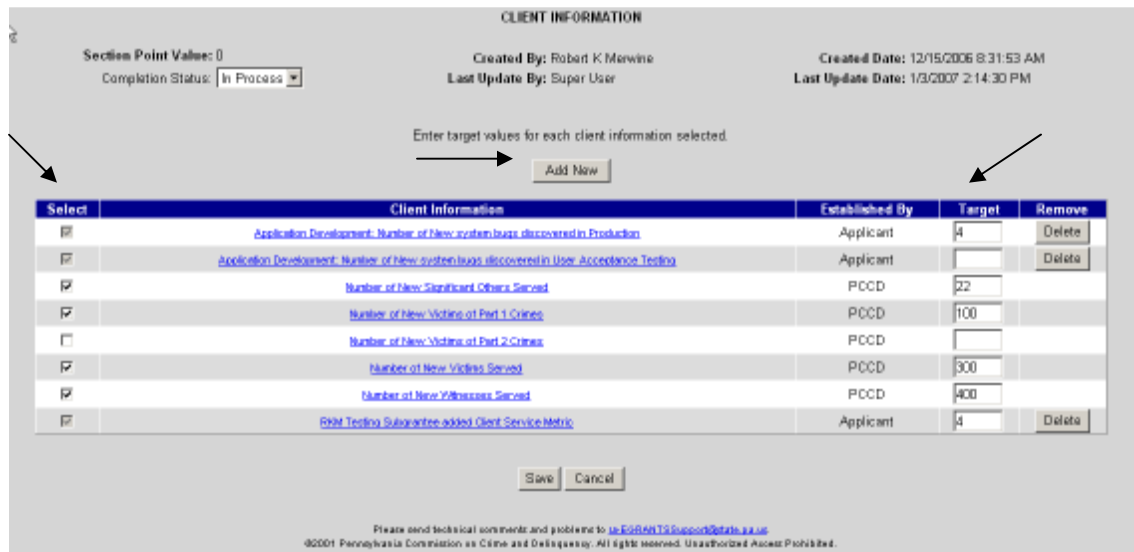 CLIENT INFORMATION
Section Point Value: 0 Created By: Robert K Merwine Created Date: 12/15/2006 8:31:53 AM
Completion Status: In Process Last Update By: Super User Last Update Date: 1/3/2007 2:14:30 PM
Enter target values for each client information selected.
Add New
Select Client Information Established By Target Remove
Application Development: Number of New system bugs discovered in Production Applicant 4 Delete
Application Development: Number of New system bugs discovered in User Acceptance Testing Applicant Delete
Number of New Significant Others Served PCCD 22
Number of New Victims of Part 1 Crimes PCCD 100
Number of New Victims of Part 2 Crimes PCCD
Number of New Victims Served PCCD 300
Number of New Witnesses Served PCCD 400
RKM Testing Subgrantee added Client Service Metric Applicant 4 Delete
Save Cancel
Please send technical comments and problems to ra-EGRANTSSupport@state.pa.us
©2001 Pennsylvania Commission on Crime and Delinquency. All rights reserved. Unauthorized Access Prohibited.